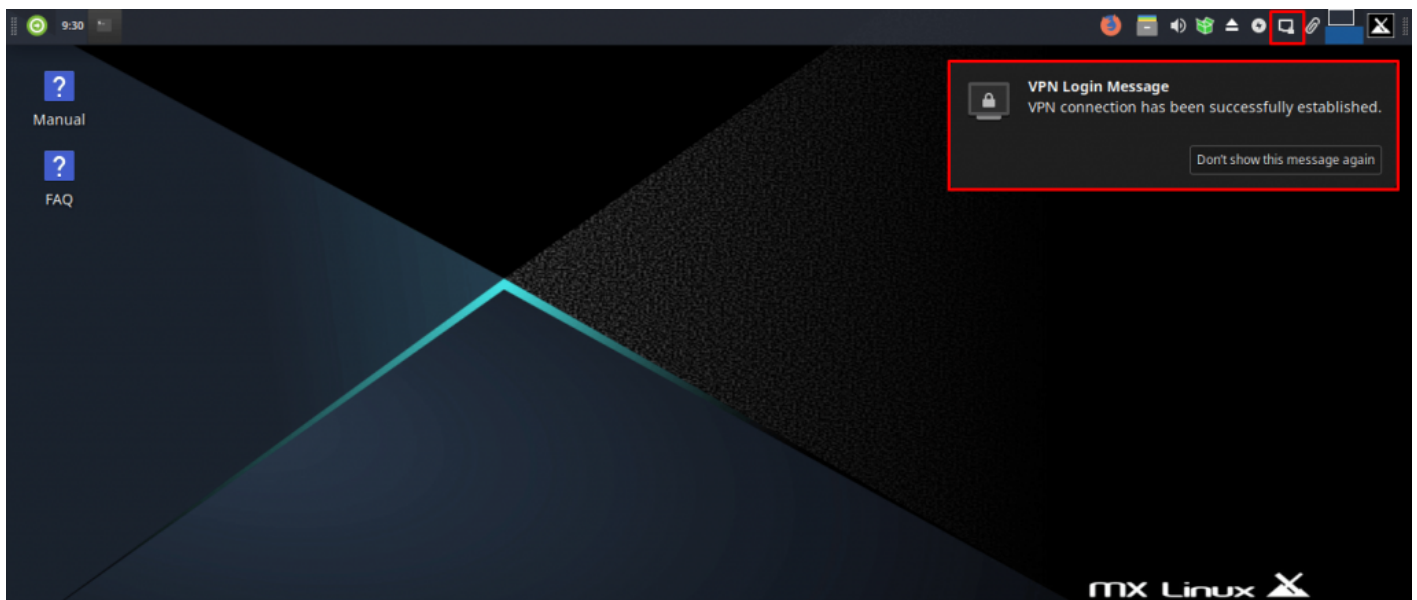 9:30
VPN Login Message
VPN connection has been successfully established.
Don't show this message again
Manual
FAQ
MX Linux